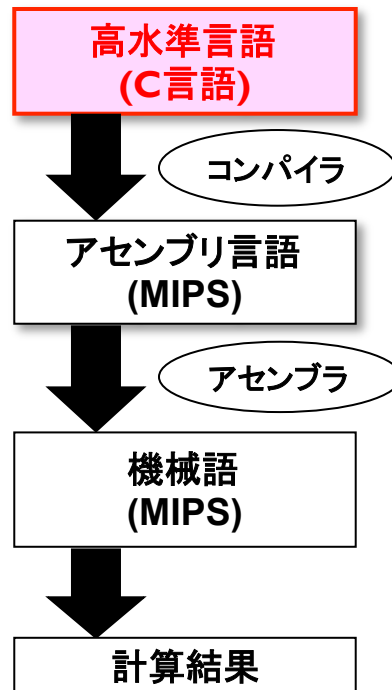 高水準言語
(C言語)
コンパイラ
アセンブリ言語
(MIPS)
アセンブラ
機械語
(MIPS)
計算結果